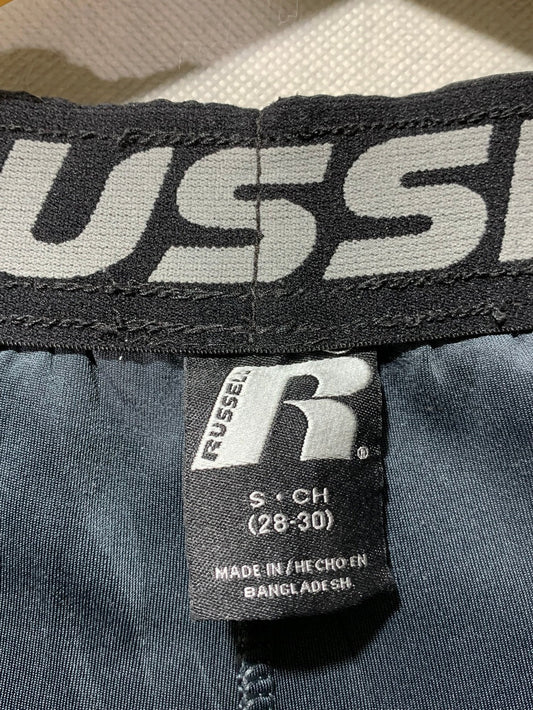 USS
RUSSELL
R®
S • CH
(28-30)
MADE IN/HECHO EN
BANGLADESH